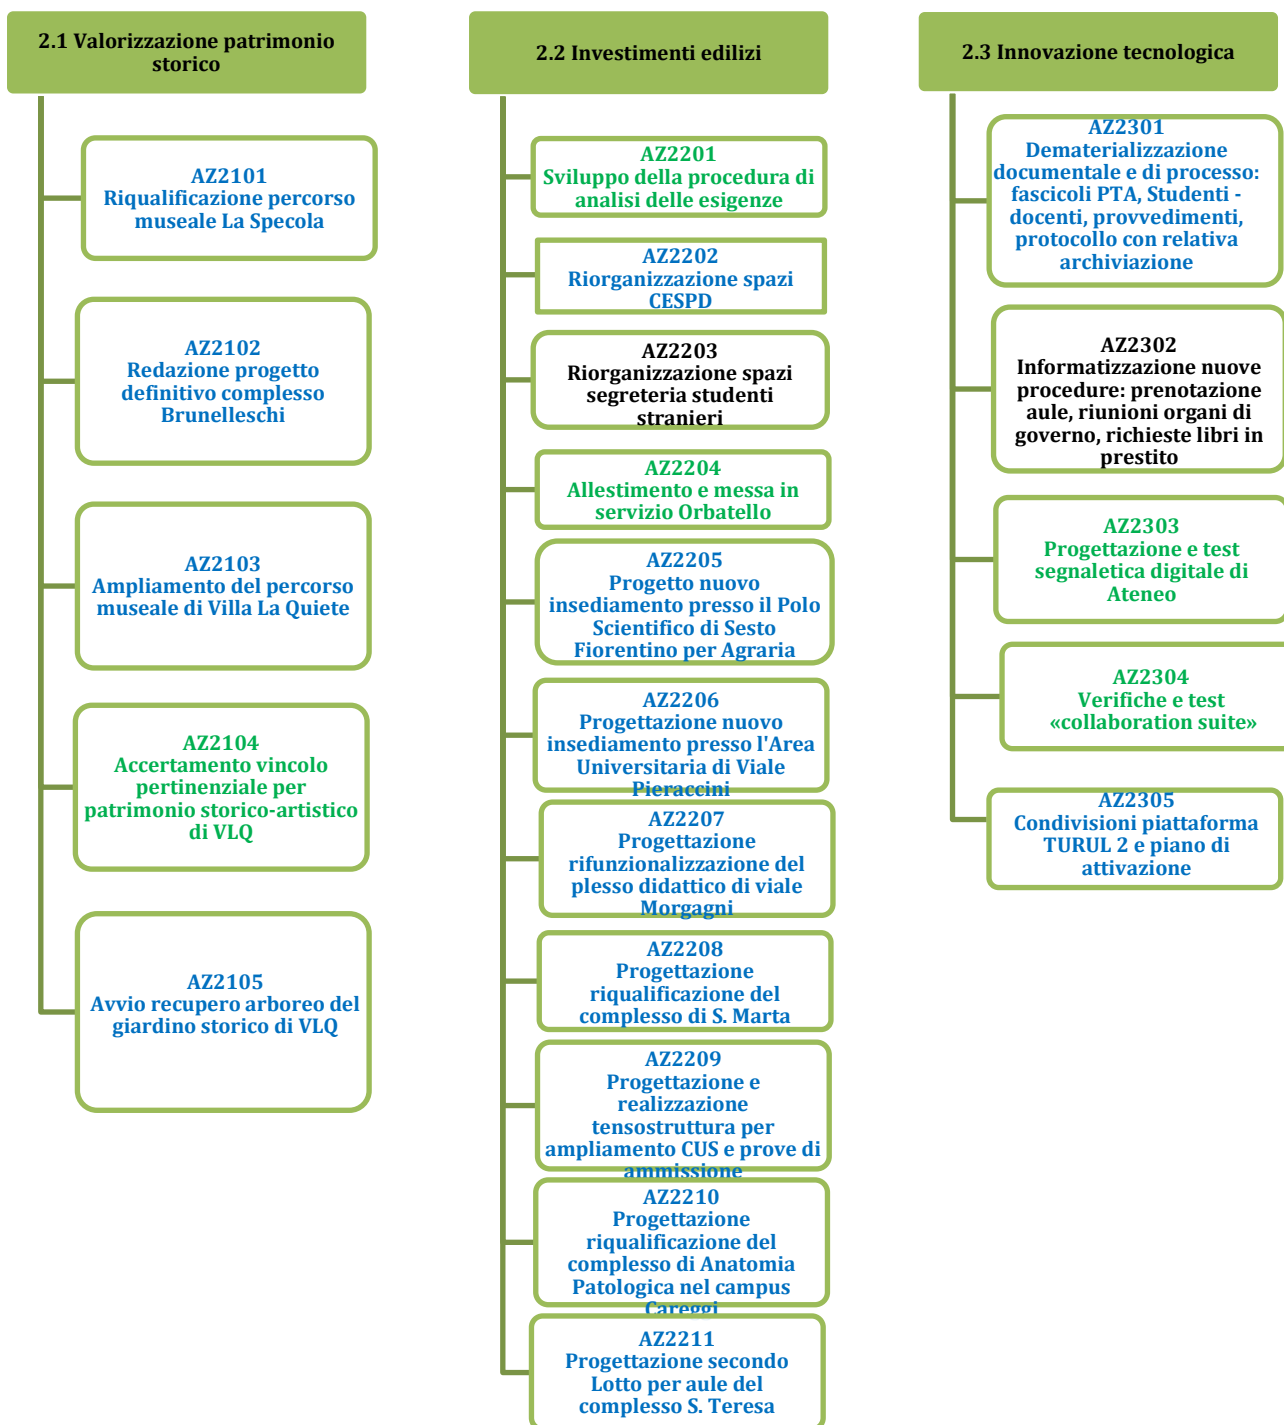 2.1 Valorizzazione patrimonio
storico
AZ2101
Riqualificazione percorso
museale La Specola
AZ2102
Redazione progetto
definitivo complesso
Brunelleschi
AZ2103
Ampliamento del percorso
museale di Villa La Quiete
AZ2104
Accertamento vincolo
pertinenziale per
patrimonio storico-artistico
di VLQ
AZ2105
Avvio recupero arboreo del
giardino storico di VLQ
2.2 Investimenti edilizi
AZ2201
Sviluppo della procedura di
analisi delle esigenze
AZ2202
Riorganizzazione spazi
CESPD
AZ2203
Riorganizzazione spazi
segreteria studenti
stranieri
AZ2204
Allestimento e messa in
servizio Orbatello
AZ2205
Progetto nuovo
insediamento presso il Polo
Scientifico di Sesto
Fiorentino per Agraria
AZ2206
Progettazione nuovo
insediamento presso l'Area
Universitaria di Viale
Pieraccini
AZ2207
Progettazione
rifunzionalizzazione del
plesso didattico di viale
Morgagni
AZ2208
Progettazione
riqualificazione del
complesso di S. Marta
AZ2209
Progettazione e
realizzazione
tensostruttura per
ampliamento CUS e prove di
ammissione
AZ2210
Progettazione
riqualificazione del
complesso di Anatomia
Patologica nel campus
Careggi
AZ2211
Progettazione secondo
Lotto per aule del
complesso S. Teresa
2.3 Innovazione tecnologica
AZ2301
Dematerializzazione
documentale e di processo:
fascicoli PTA, Studenti -
docenti, provvedimenti,
protocollo con relativa
archiviazione
AZ2302
Informatizzazione nuove
procedure: prenotazione
aule, riunioni organi di
governo, richieste libri in
prestito
AZ2303
Progettazione e test
segnaletica digitale di
Ateneo
AZ2304
Verifiche e test
«collaboration suite»
AZ2305
Condivisioni piattaforma
TURUL 2 e piano di
attivazione